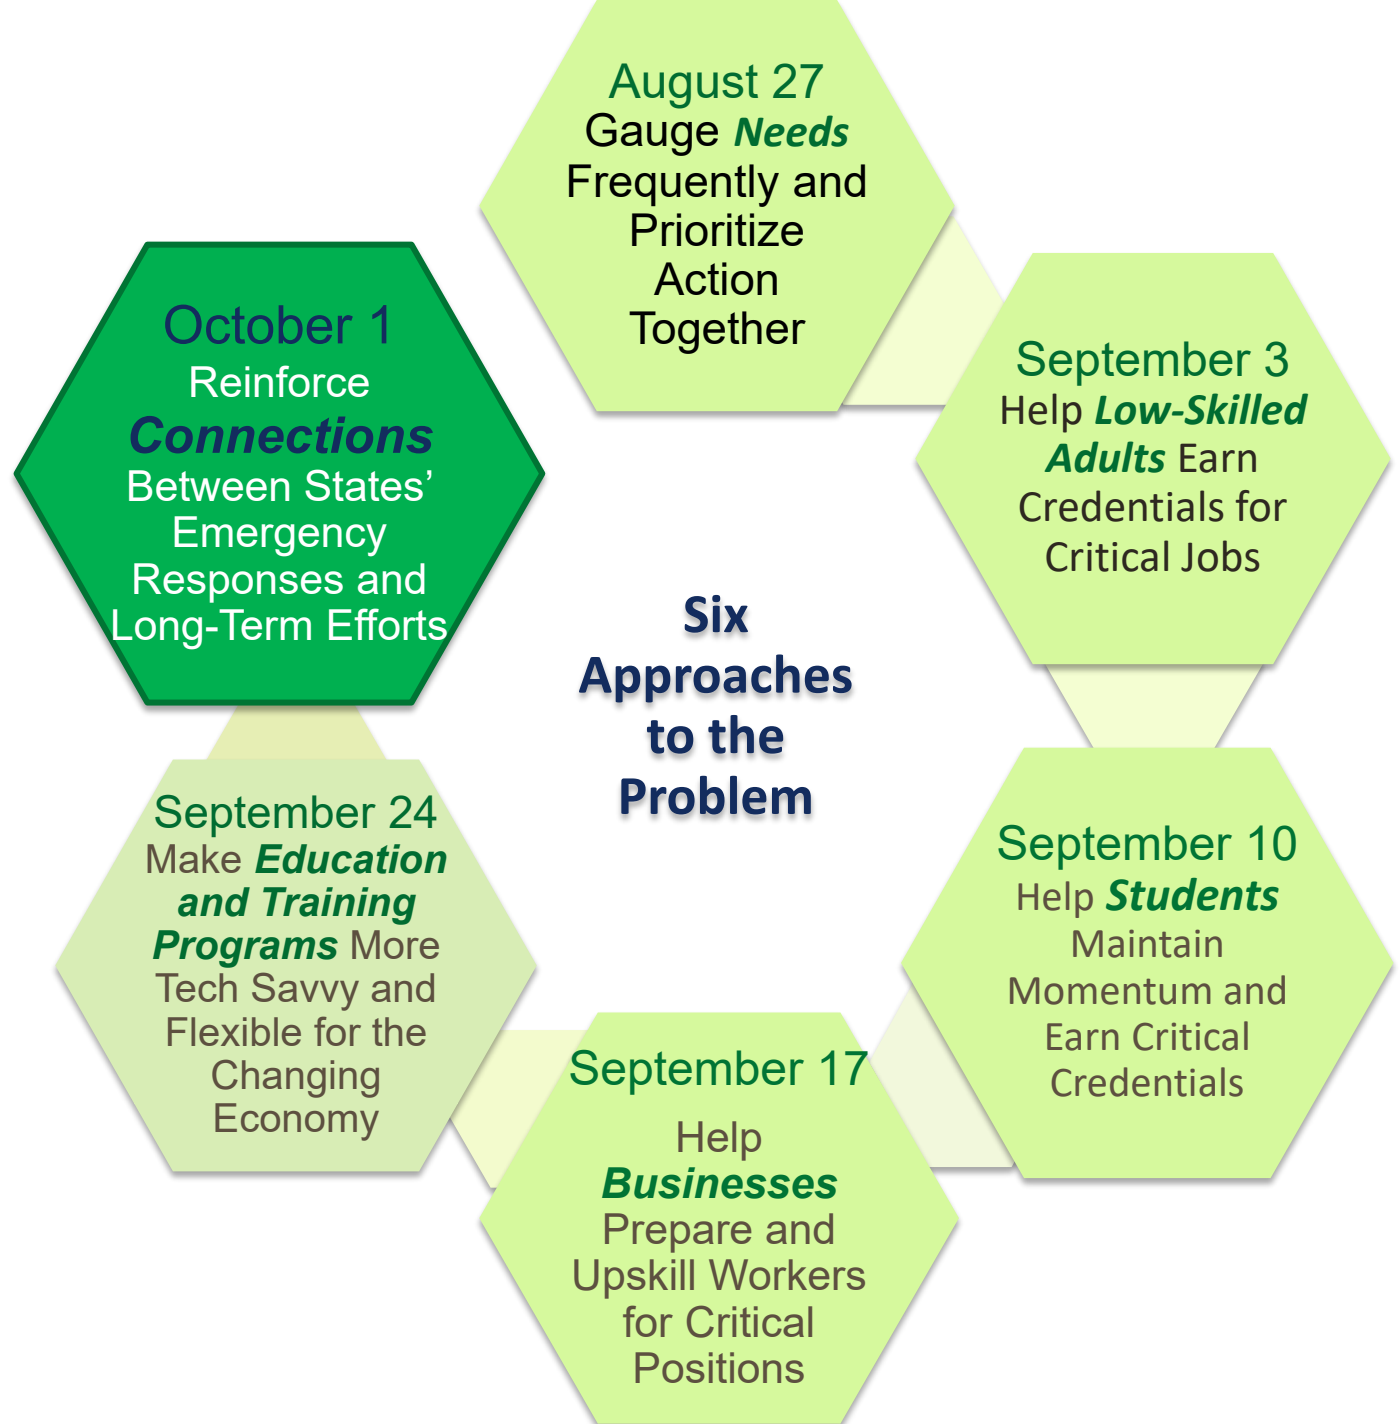 August 27
Gauge Needs
Frequently and
Prioritize
Action
Together
September 3
Help Low-Skilled
Adults Earn
Credentials for
Critical Jobs
September 10
Help Students
Maintain
Momentum and
Earn Critical
Credentials
September 17
Help
Businesses
Prepare and
Upskill Workers
for Critical
Positions
September 24
Make Education
and Training
Programs More
Tech Savvy and
Flexible for the
Changing
Economy
October 1
Reinforce
Connections
Between States’
Emergency
Responses and
Long-Term Efforts
Six
Approaches
to the
Problem